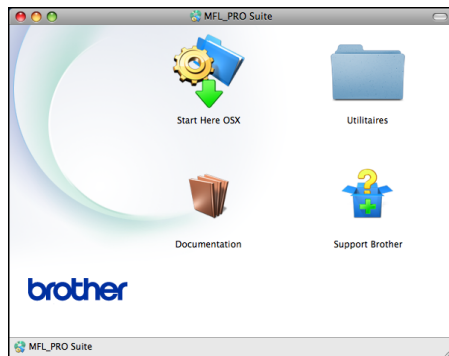 MFL_PRO Suite
Start Here OSX
Utilitaires
Documentation
Support Brother
brother
MFL_PRO Suite